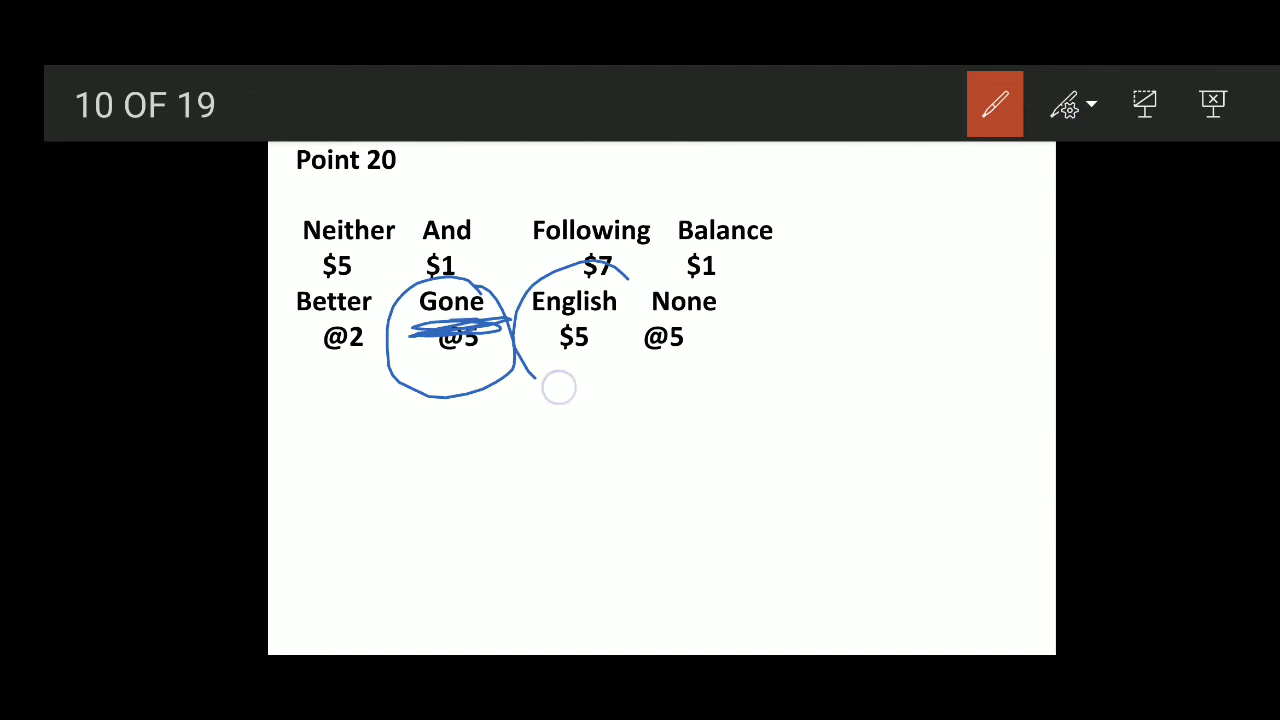 10 OF 19
Point 20
Neither And Following Balance
$5 $1 $7 $1
Better Gone English None
@2 @5 $5 @5